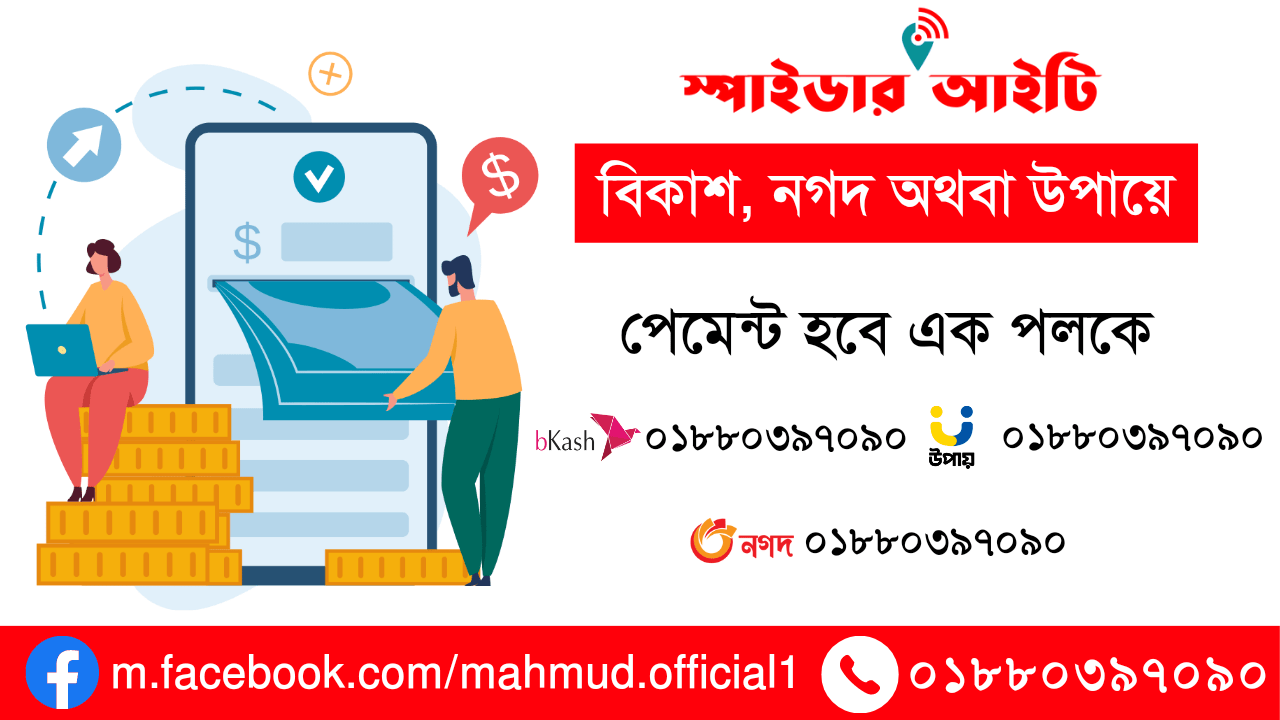 স্পাইডার আইটি
বিকাশ, নগদ অথবা উপায়ে
পেমেন্ট হবে এক পলকে
bKash ০১৮৮০৩৯৭০৯০ উপায় ০১৮৮০৩৯৭০৯০
নগদ ০১৮৮০৩৯৭০৯০
m.facebook.com/mahmud.official1 ০১৮৮০৩৯৭০৯০
$
$